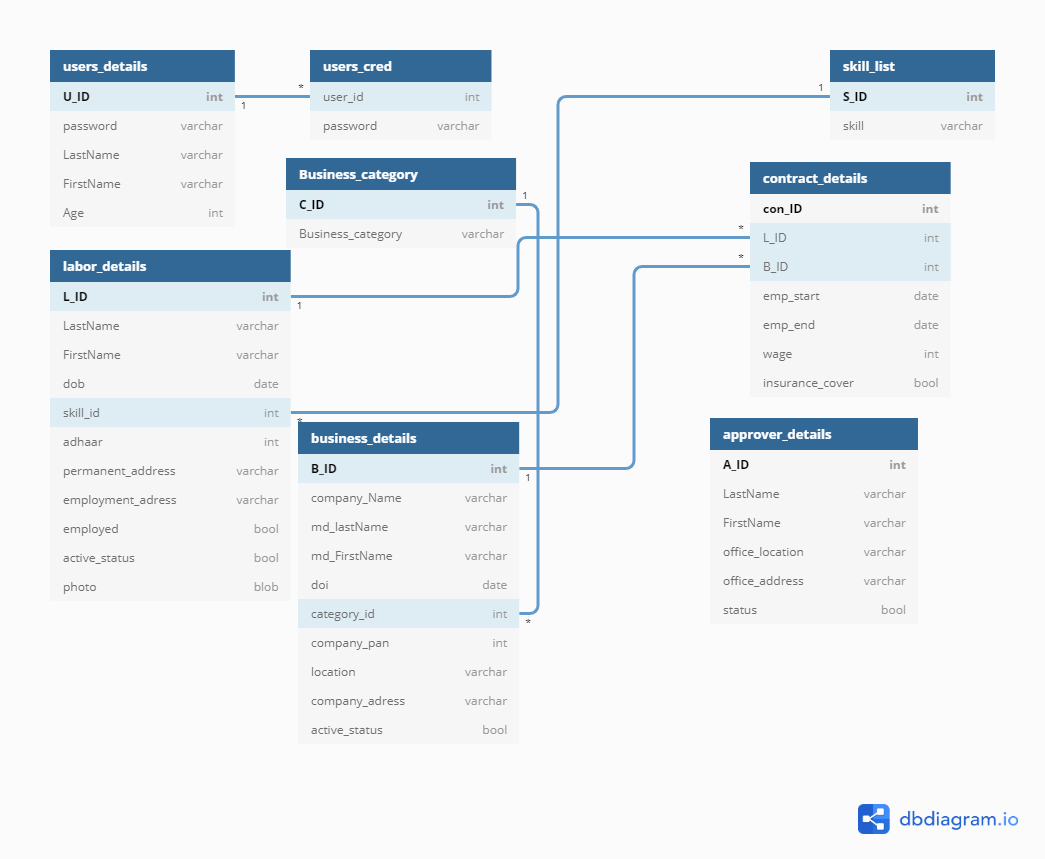 users_details
U_ID int
password varchar
LastName varchar
FirstName varchar
Age int
1
*
users_cred
user_id int
password varchar
skill_list
1
S_ID int
skill varchar
Business_category
C_ID int
1
Business_category varchar
contract_details
con_ID int
*
L_ID int
*
B_ID int
emp_start date
emp_end date
wage int
insurance_cover bool
labor_details
L_ID int
1
LastName varchar
FirstName varchar
dob date
skill_id int
*
adhaar int
permanent_address varchar
employment_adress varchar
employed bool
active_status bool
photo blob
business_details
B_ID int
1
company_Name varchar
md_lastName varchar
md_FirstName varchar
doi date
category_id int
*
company_pan int
location varchar
company_adress varchar
active_status bool
approver_details
A_ID int
LastName varchar
FirstName varchar
office_location varchar
office_address varchar
status bool
dbdiagram.io